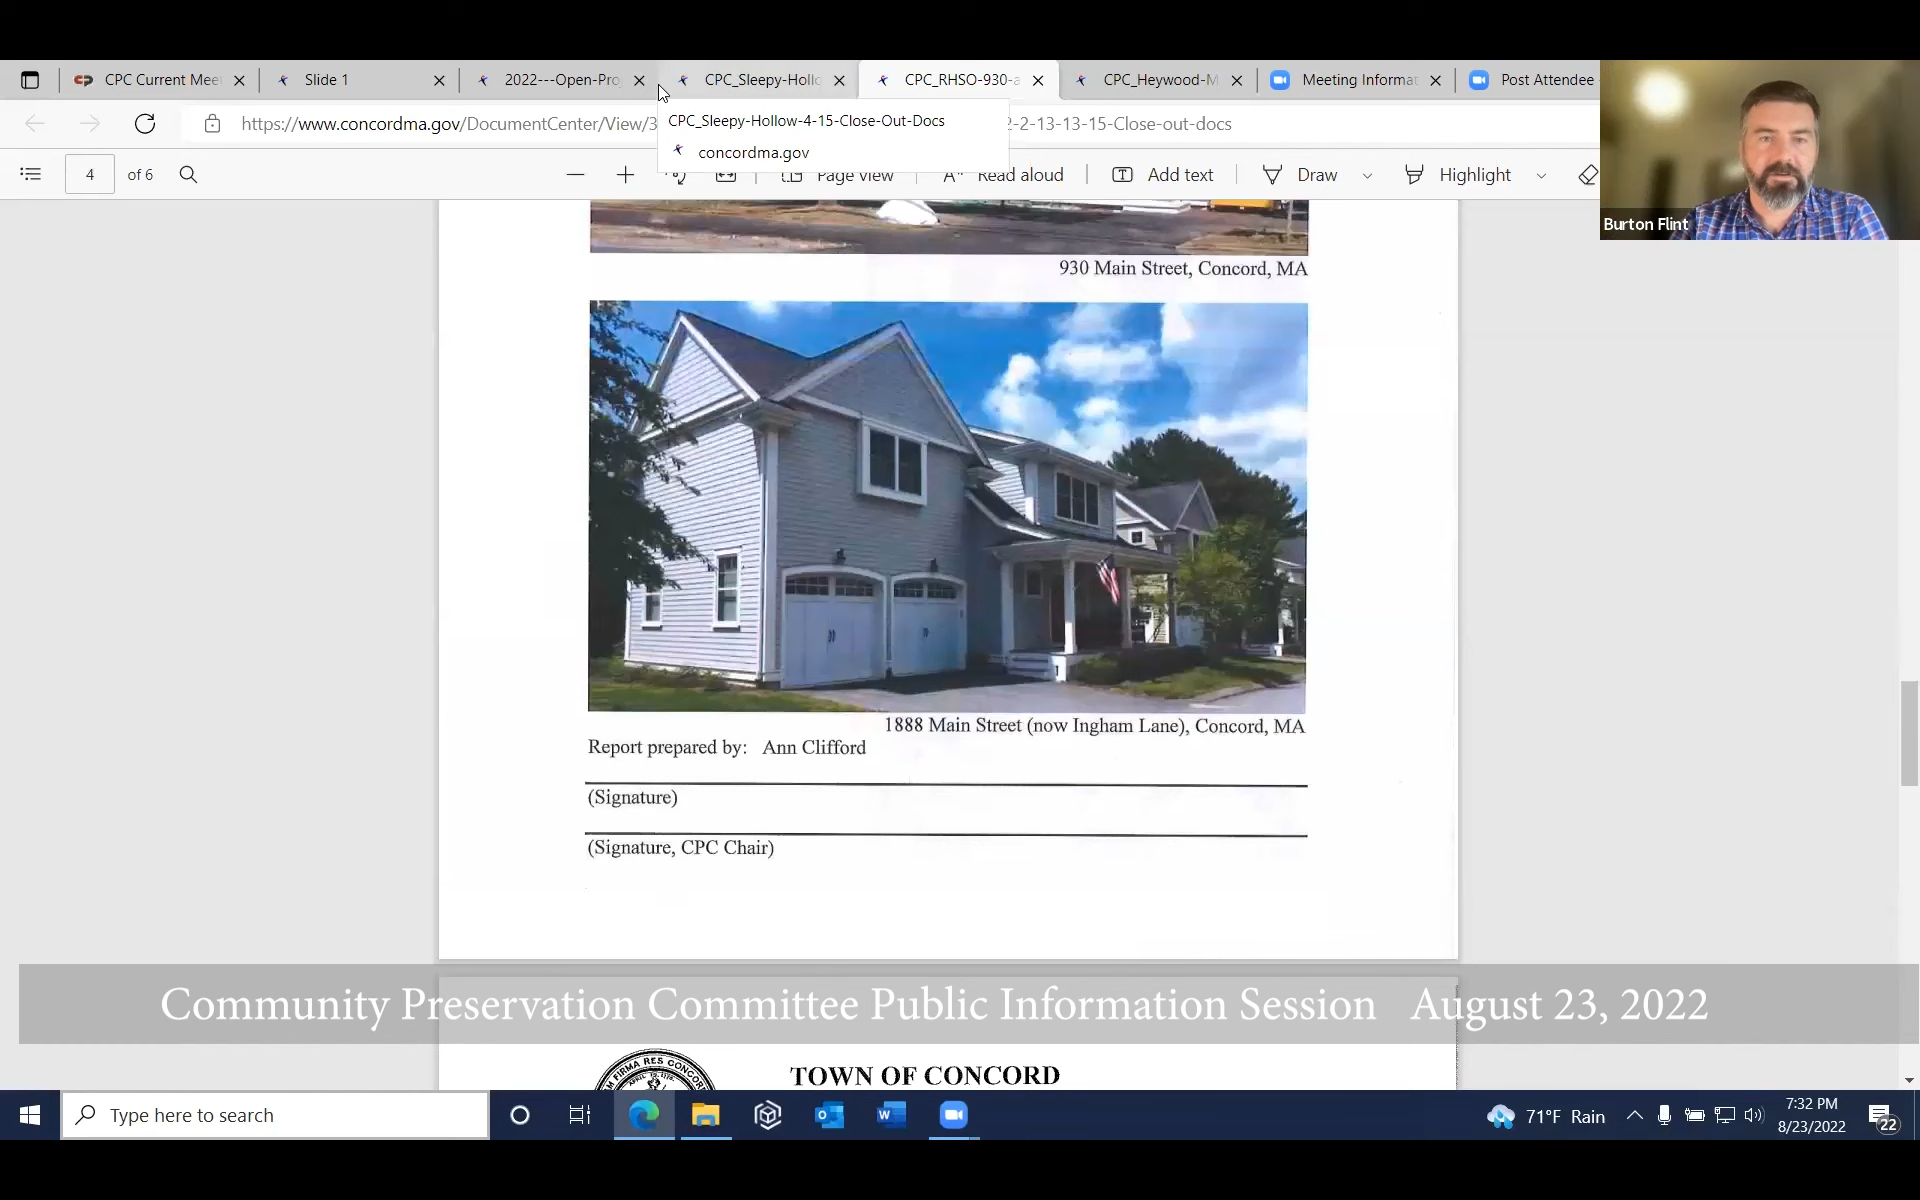 CPC Current Mee
Slide 1
2022---Open-Pro
CPC_Sleepy-Hollo
CPC_RHSO-930-a
CPC_Heywood-M
Meeting Informat
Post Attendee
https://www.concordma.gov/DocumentCenter/View/3
2-2-13-13-15-Close-out-docs
CPC_Sleepy-Hollow-4-15-Close-Out-Docs
concordma.gov
4 of 6
Page view
Read aloud
Add text
Draw
Highlight
Burton Flint
930 Main Street, Concord, MA
1888 Main Street (now Ingham Lane), Concord, MA
Report prepared by: Ann Clifford
(Signature)
(Signature, CPC Chair)
Community Preservation Committee Public Information Session August 23, 2022
TOWN OF CONCORD
Type here to search
71°F Rain
7:32 PM
8/23/2022
22